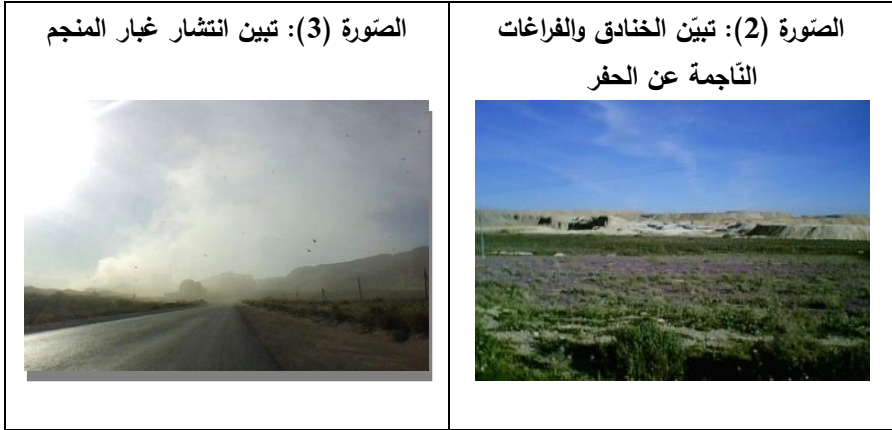 الصّورة (2): تبيّن الخنادق والفراغات
النّاجمة عن الحفر
الصّورة (3): تبين انتشار غبار المنجم